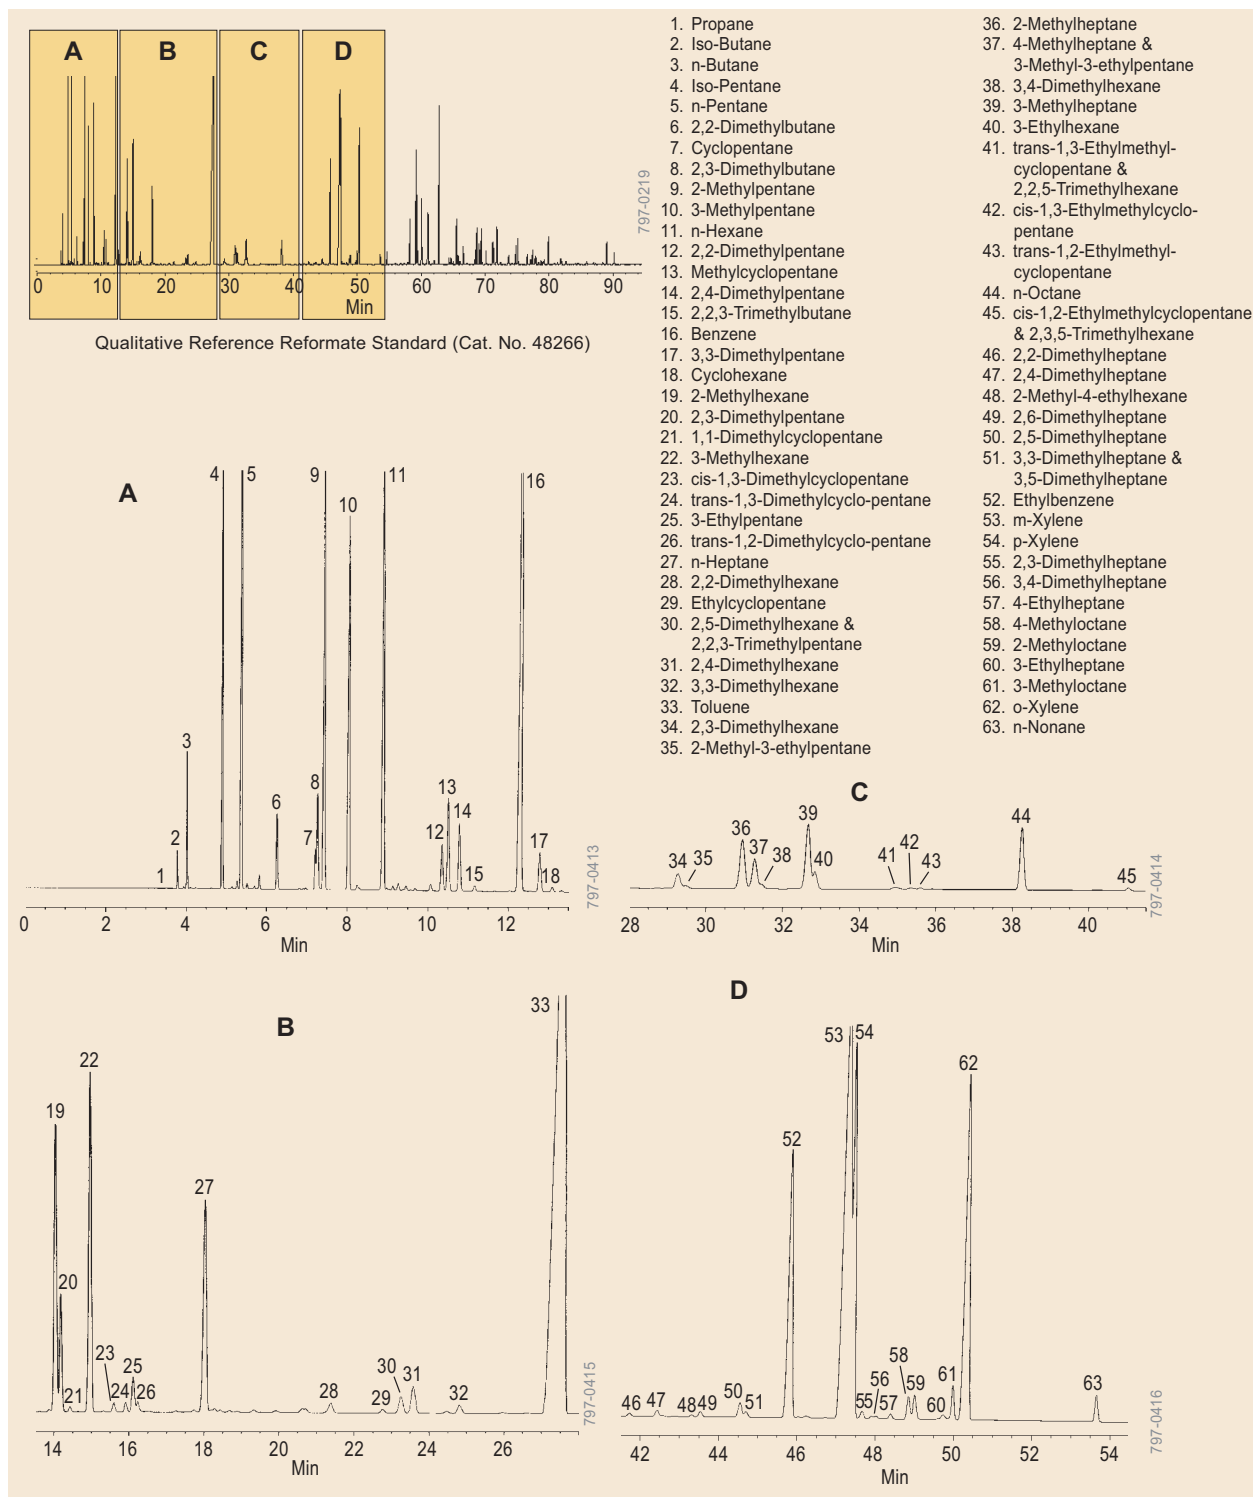 A
B
C
D
0 10 20 30 40 50 60 70 80 90
Min
797-0219
Qualitative Reference Reformate Standard (Cat. No. 48266)
1. Propane
2. Iso-Butane
3. n-Butane
4. Iso-Pentane
5. n-Pentane
6. 2,2-Dimethylbutane
7. Cyclopentane
8. 2,3-Dimethylbutane
9. 2-Methylpentane
10. 3-Methylpentane
11. n-Hexane
12. 2,2-Dimethylpentane
13. Methylcyclopentane
14. 2,4-Dimethylpentane
15. 2,2,3-Trimethylbutane
16. Benzene
17. 3,3-Dimethylpentane
18. Cyclohexane
19. 2-Methylhexane
20. 2,3-Dimethylpentane
21. 1,1-Dimethylcyclopentane
22. 3-Methylhexane
23. cis-1,3-Dimethylcyclopentane
24. trans-1,3-Dimethylcyclo-pentane
25. 3-Ethylpentane
26. trans-1,2-Dimethylcyclo-pentane
27. n-Heptane
28. 2,2-Dimethylhexane
29. Ethylcyclopentane
30. 2,5-Dimethylhexane &
2,2,3-Trimethylpentane
31. 2,4-Dimethylhexane
32. 3,3-Dimethylhexane
33. Toluene
34. 2,3-Dimethylhexane
35. 2-Methyl-3-ethylpentane
36. 2-Methylheptane
37. 4-Methylheptane &
3-Methyl-3-ethylpentane
38. 3,4-Dimethylhexane
39. 3-Methylheptane
40. 3-Ethylhexane
41. trans-1,3-Ethylmethyl-
cyclopentane &
2,2,5-Trimethylhexane
42. cis-1,3-Ethylmethylcyclo-
pentane
43. trans-1,2-Ethylmethyl-
cyclopentane
44. n-Octane
45. cis-1,2-Ethylmethylcyclopentane
& 2,3,5-Trimethylhexane
46. 2,2-Dimethylheptane
47. 2,4-Dimethylheptane
48. 2-Methyl-4-ethylhexane
49. 2,6-Dimethylheptane
50. 2,5-Dimethylheptane
51. 3,3-Dimethylheptane &
3,5-Dimethylheptane
52. Ethylbenzene
53. m-Xylene
54. p-Xylene
55. 2,3-Dimethylheptane
56. 3,4-Dimethylheptane
57. 4-Ethylheptane
58. 4-Methyloctane
59. 2-Methyloctane
60. 3-Ethylheptane
61. 3-Methyloctane
62. o-Xylene
63. n-Nonane
A
1
2
3
4
5
6
7
8
9
10
11
12
13
14
15
16
17
18
0 2 4 6 8 10 12
Min
797-0413
C
34
35
36
37
38
39
40
41
42
43
44
45
28 30 32 34 36 38 40
Min
797-0414
B
19
20
21
22
23
24
25
26
27
28
29
30
31
32
33
14 16 18 20 22 24 26
Min
797-0415
D
46
47
48
49
50
51
52
53
54
55
56
57
58
59
60
61
62
63
42 44 46 48 50 52 54
Min
797-0416